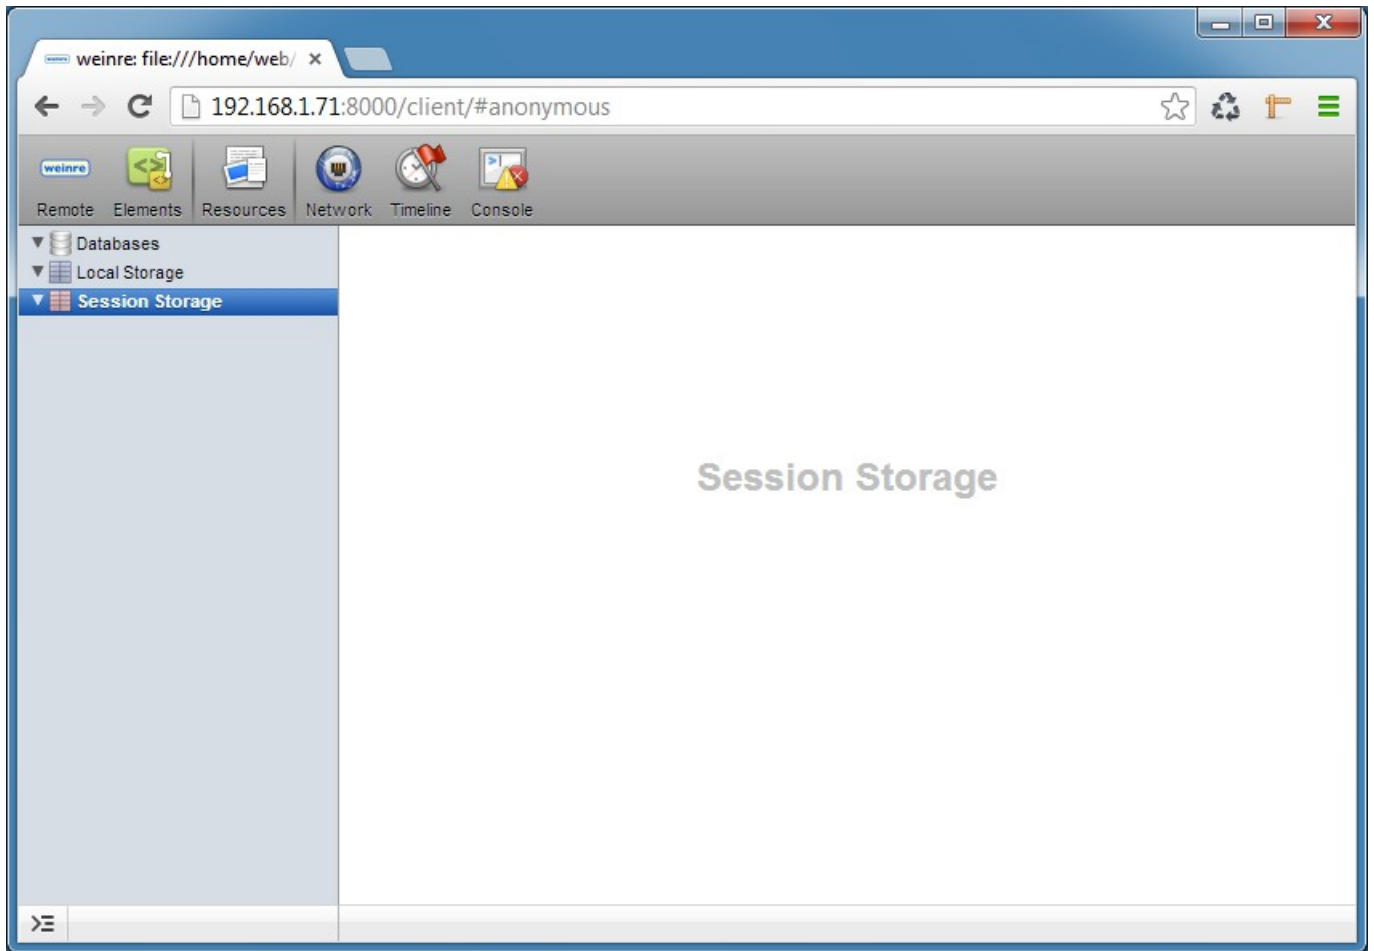 weinre: file:///home/web/
192.168.1.71:8000/client/#anonymous
weinre
Remote Elements Resources Network Timeline Console
Databases
Local Storage
Session Storage
Session Storage